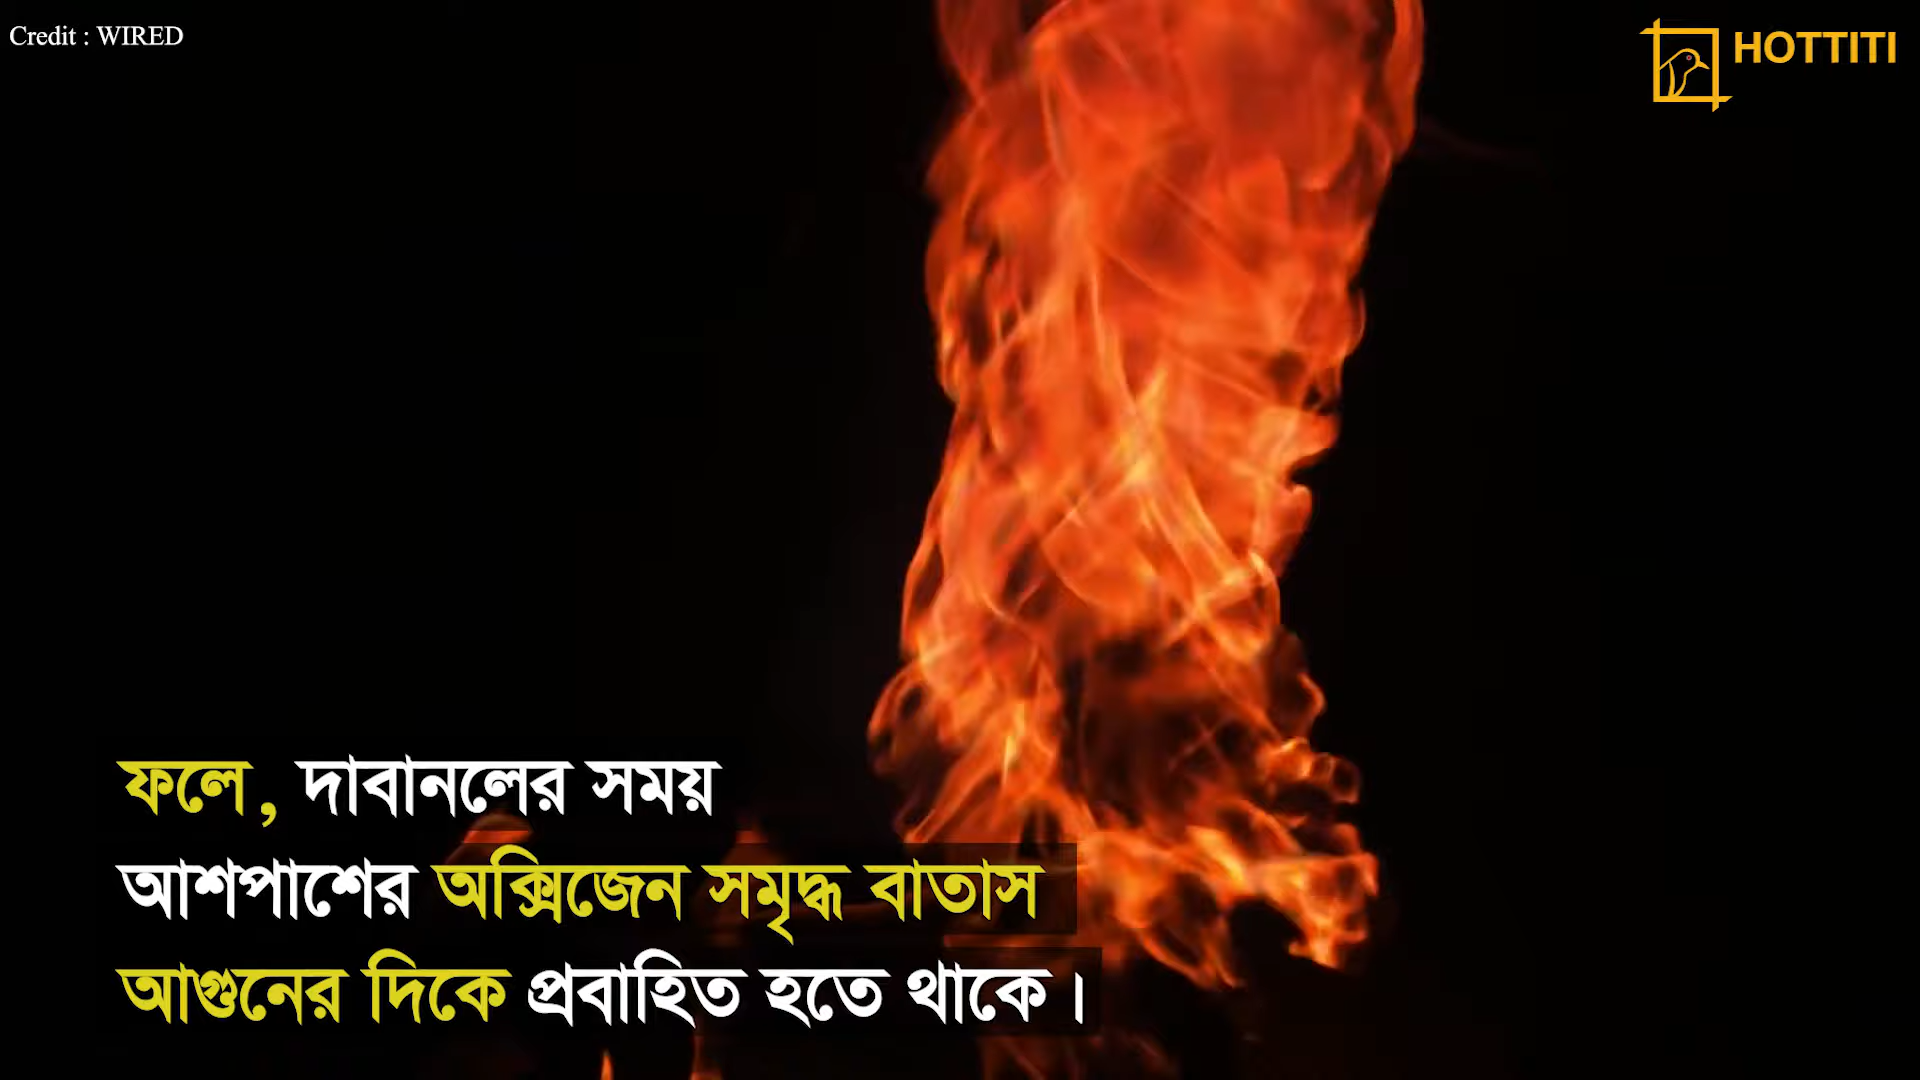 Credit : WIRED
HOTTITI
ফলে, দাবানলের সময়
আশপাশের অক্সিজেন সমৃদ্ধ বাতাস
আগুনের দিকে প্রবাহিত হতে থাকে।